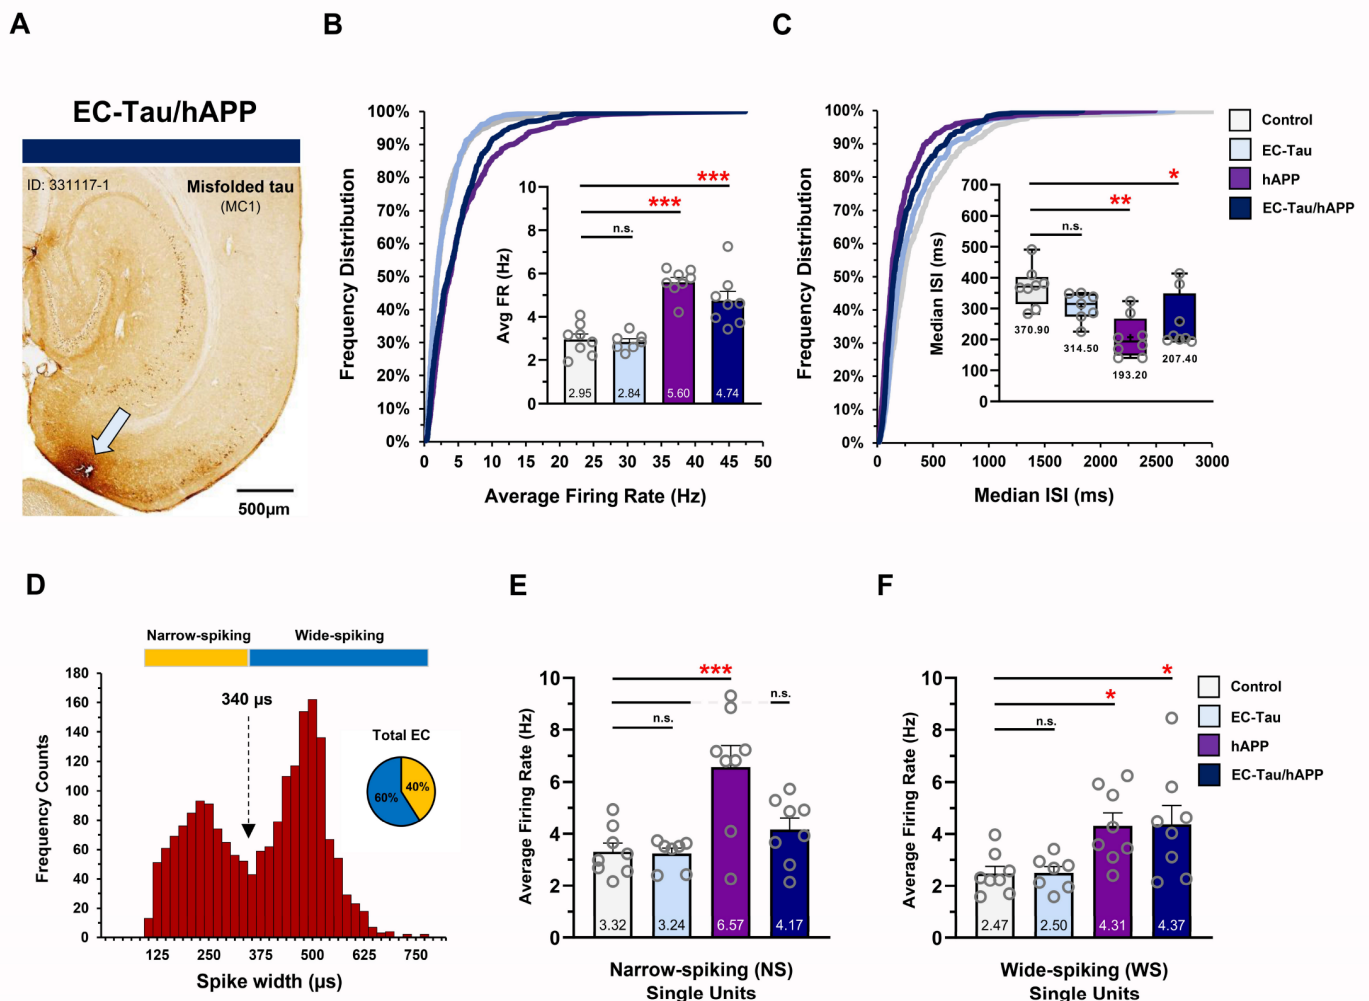 A
EC-Tau/hAPP
ID: 331117-1
Misfolded tau
(MC1)
500µm
B
Frequency Distribution
100%
90%
80%
70%
60%
50%
40%
30%
20%
10%
0%
0 5 10 15 20 25 30 35 40 45 50
Average Firing Rate (Hz)
Avg FR (Hz)
10
8
6
4
2
0
***
***
n.s.
2.95 2.84 5.60 4.74
C
Frequency Distribution
100%
90%
80%
70%
60%
50%
40%
30%
20%
10%
0%
0 500 1000 1500 2000 2500 3000
Median ISI (ms)
Median ISI (ms)
700
600
500
400
300
200
100
0
*
**
n.s.
370.90
314.50
193.20
207.40
Control
EC-Tau
hAPP
EC-Tau/hAPP
D
Narrow-spiking Wide-spiking
340 µs
Frequency Counts
180
160
140
120
100
80
60
40
20
0
125 250 375 500 625 750
Spike width (µs)
Total EC
40%
60%
E
Average Firing Rate (Hz)
10
8
6
4
2
0
***
n.s.
n.s.
3.32 3.24 6.57 4.17
Narrow-spiking (NS)
Single Units
F
Average Firing Rate (Hz)
10
8
6
4
2
0
*
*
n.s.
2.47 2.50 4.31 4.37
Wide-spiking (WS)
Single Units
Control
EC-Tau
hAPP
EC-Tau/hAPP